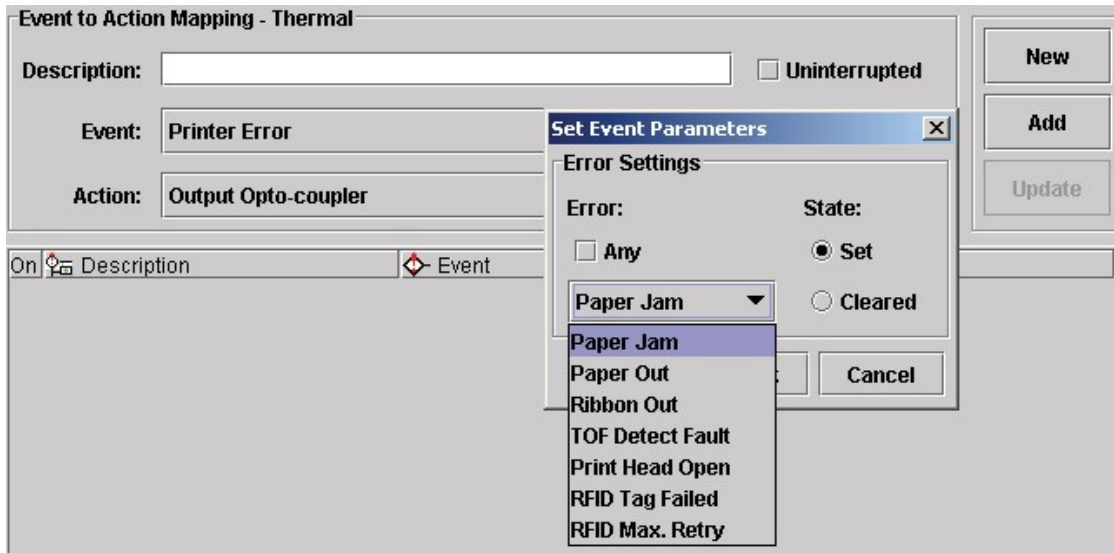 Event to Action Mapping - Thermal
Description:
Uninterrupted
New
Event:
Printer Error
Add
Action:
Output Opto-coupler
Update
On Description Event
Set Event Parameters
Error Settings
Error: State:
Any Set
Paper Jam Cleared
Paper Jam
Paper Out
Ribbon Out
TOF Detect Fault
Print Head Open
RFID Tag Failed
RFID Max. Retry
Cancel